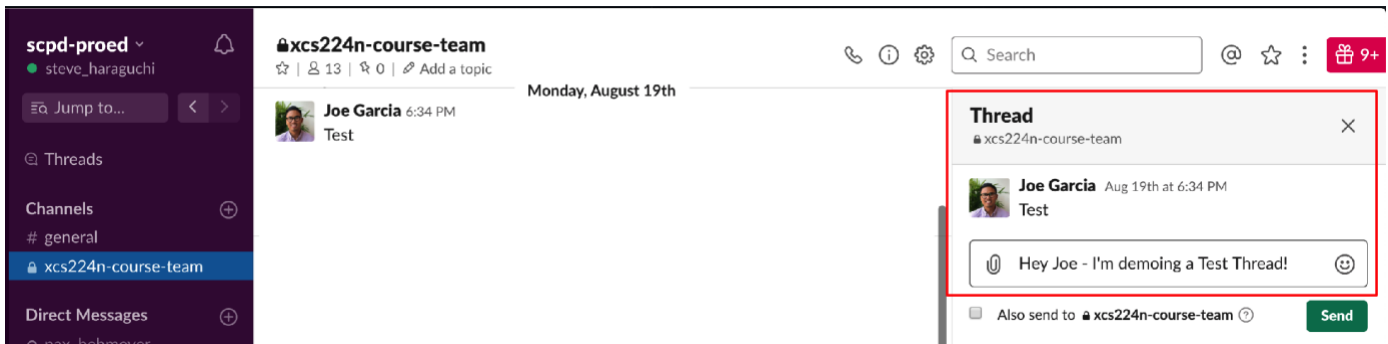 scpd-proed
steve_haraguchi
Jump to...
Threads
Channels
# general
xcs224n-course-team
Direct Messages
xcs224n-course-team
13 | 0 | Add a topic
Search
9+
Monday, August 19th
Joe Garcia 6:34 PM
Test
Thread
xcs224n-course-team
Joe Garcia Aug 19th at 6:34 PM
Test
Hey Joe - I'm demoing a Test Thread!
Also send to xcs224n-course-team
Send